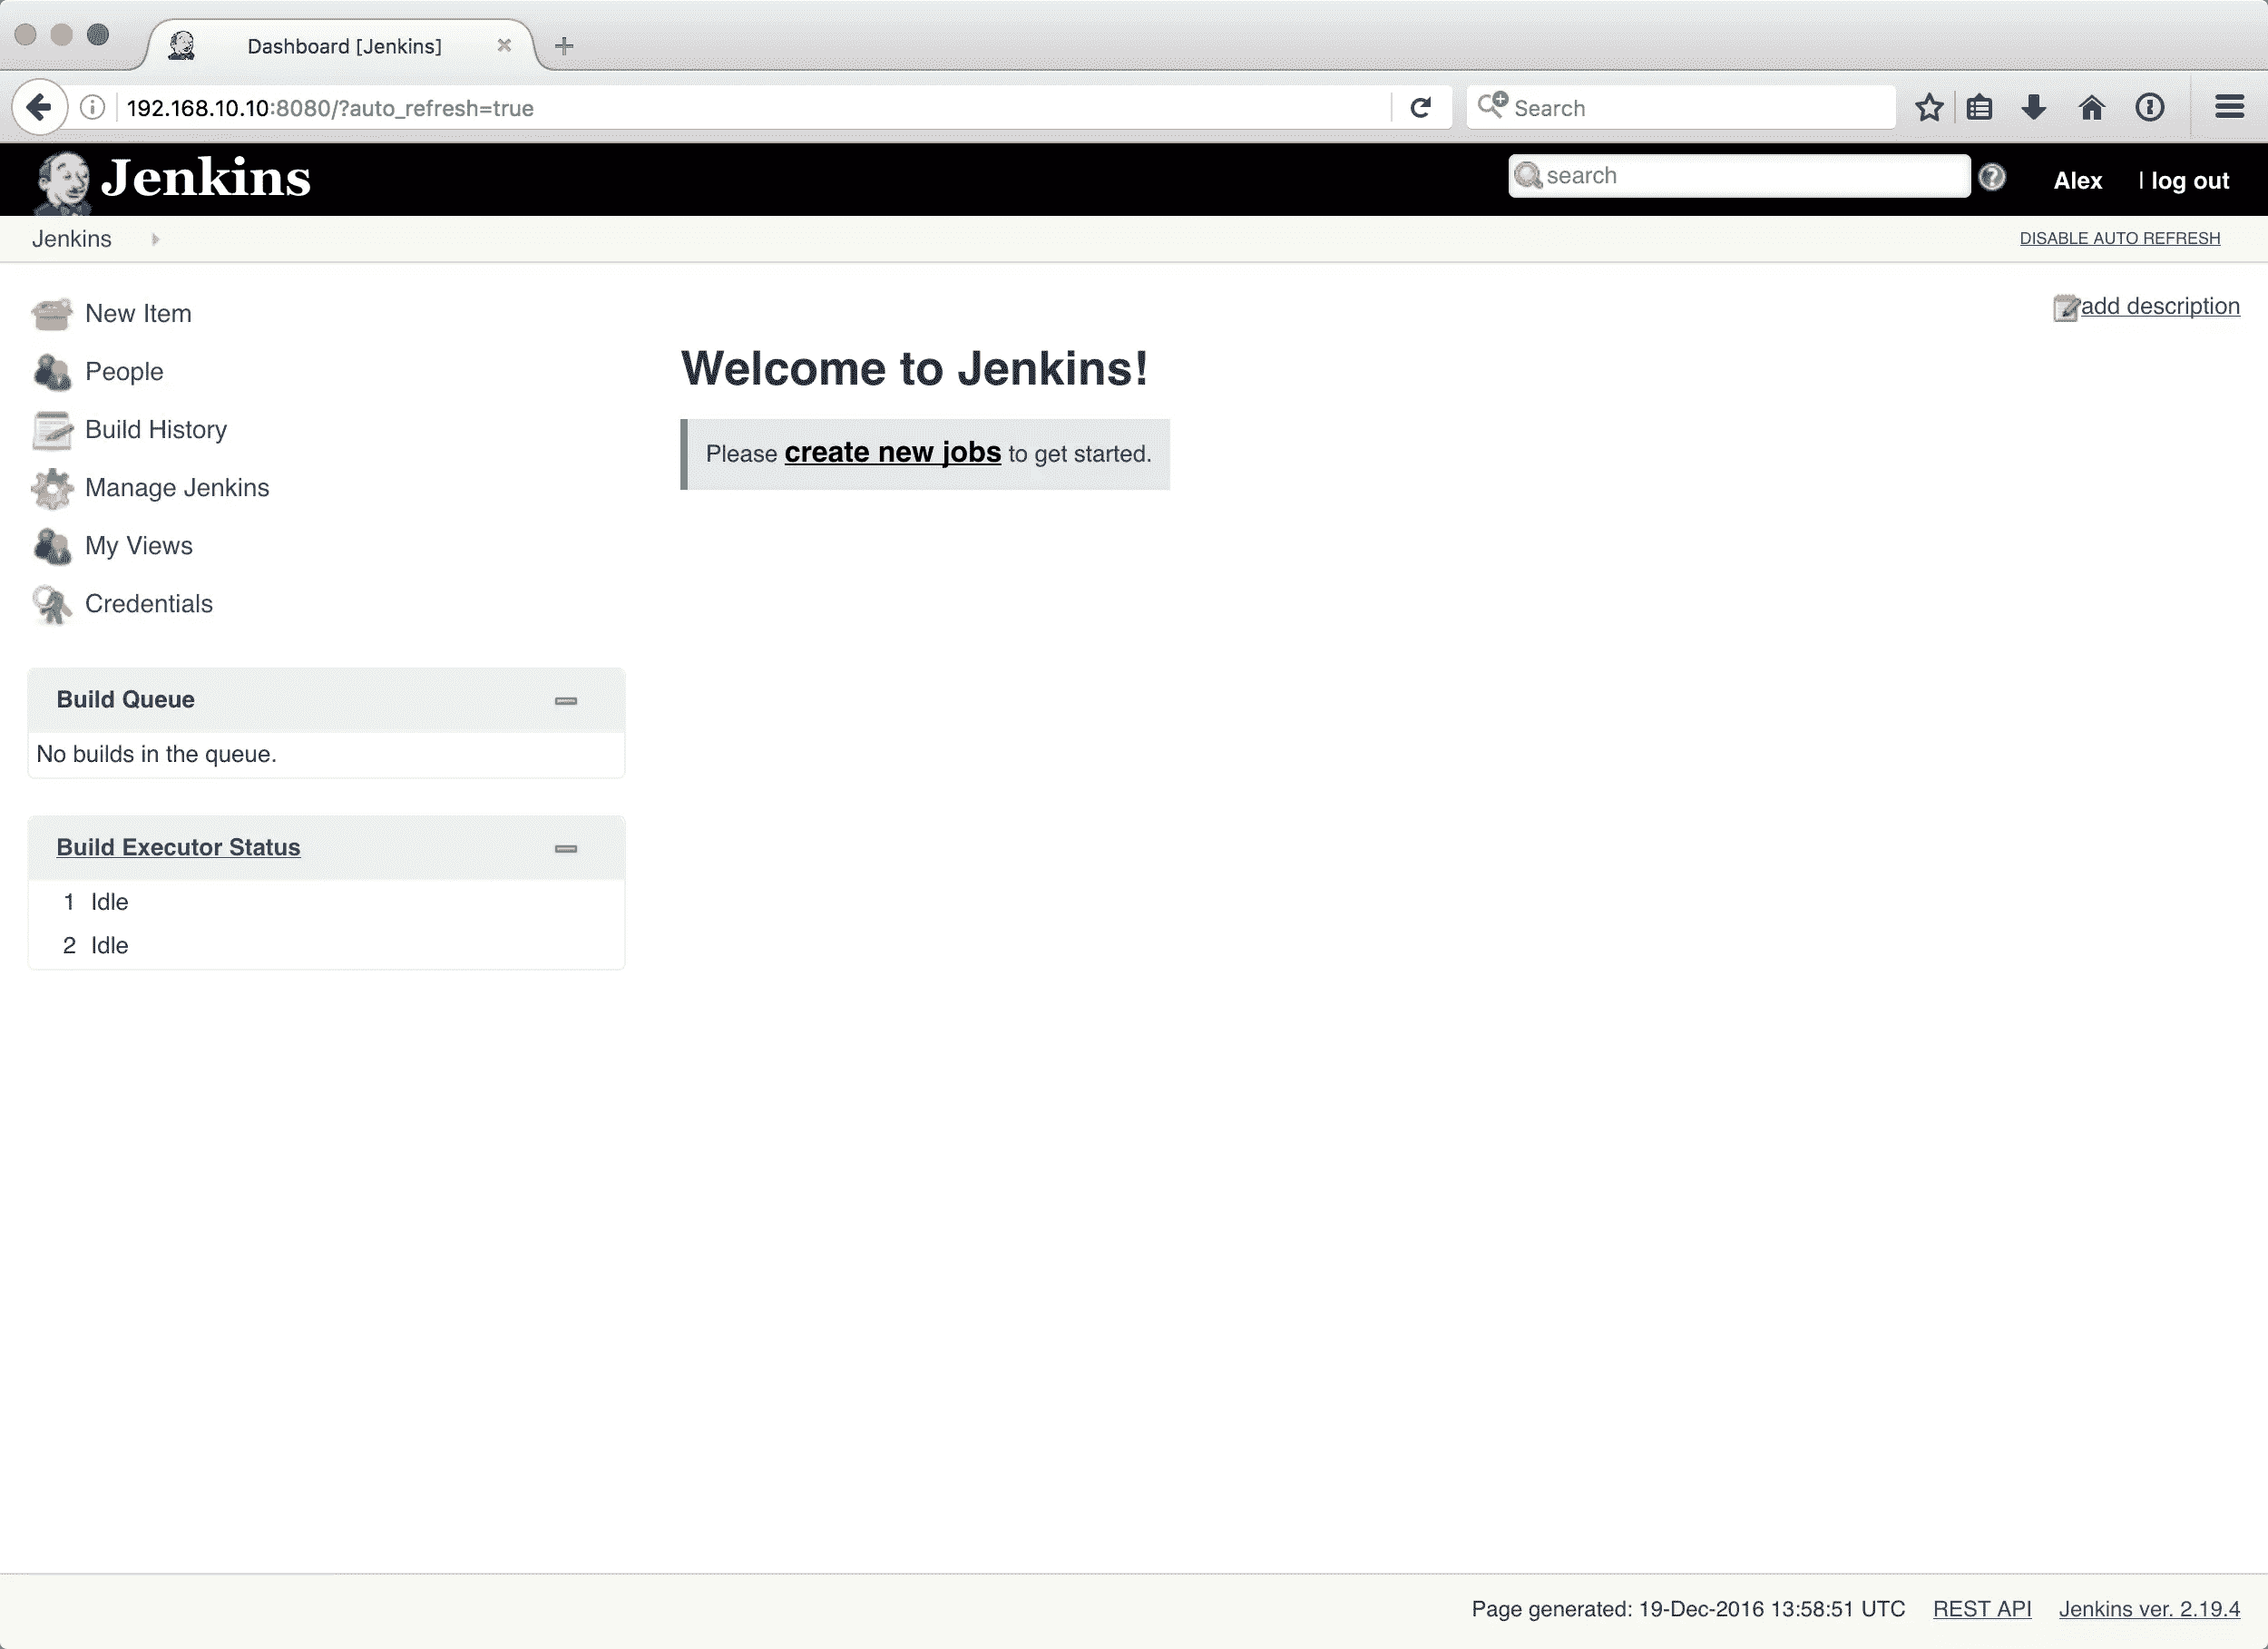 Dashboard [Jenkins]
192.168.10.10:8080/?auto_refresh=true
Search
Jenkins
search
Alex
| log out
Jenkins
DISABLE AUTO REFRESH
New Item
add description
People
Welcome to Jenkins!
Build History
Please create new jobs to get started.
Manage Jenkins
My Views
Credentials
Build Queue
No builds in the queue.
Build Executor Status
1 Idle
2 Idle
Page generated: 19-Dec-2016 13:58:51 UTC
REST API
Jenkins ver. 2.19.4